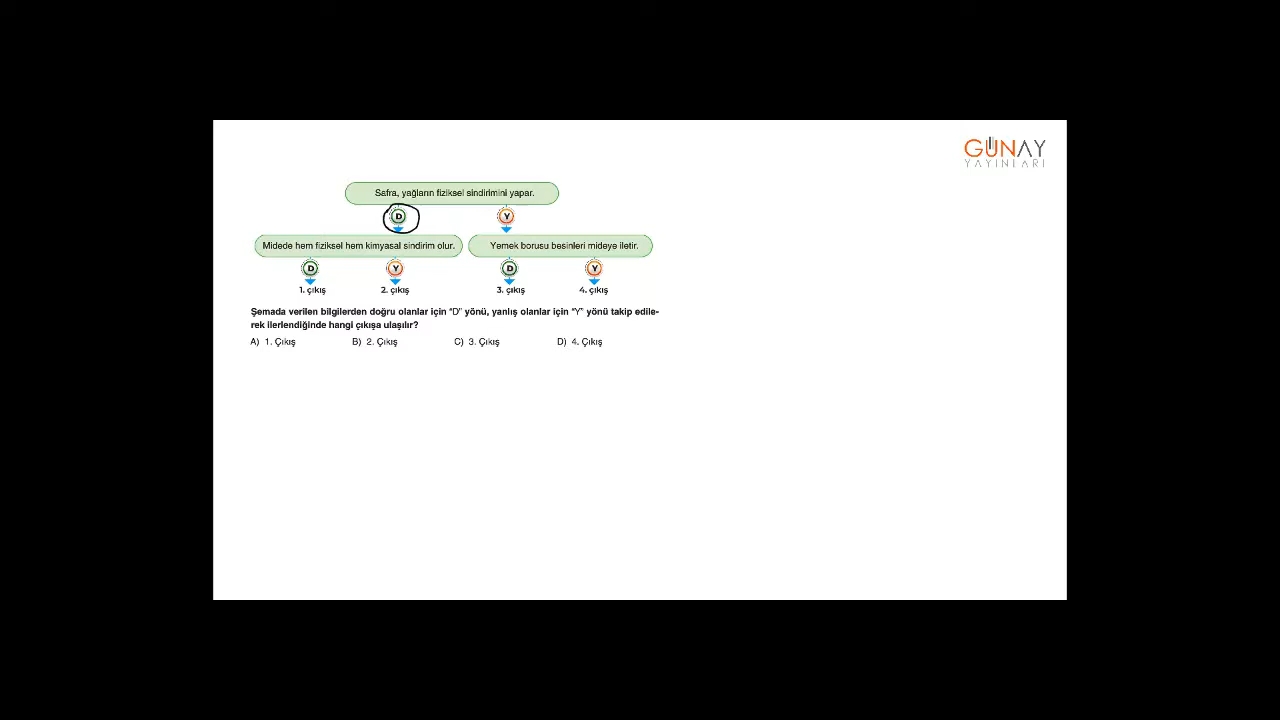 GÜNAY
YAYINLARI
Safra, yağların fiziksel sindirimini yapar.
D Y
Midede hem fiziksel hem kimyasal sindirim olur. Yemek borusu besinleri mideye iletir.
D Y D Y
1. çıkış 2. çıkış 3. çıkış 4. çıkış
Şemada verilen bilgilerden doğru olanlar için "D" yönü, yanlış olanlar için "Y" yönü takip edile-
rek ilerlendiğinde hangi çıkışa ulaşılır?
A) 1. Çıkış B) 2. Çıkış C) 3. Çıkış D) 4. Çıkış